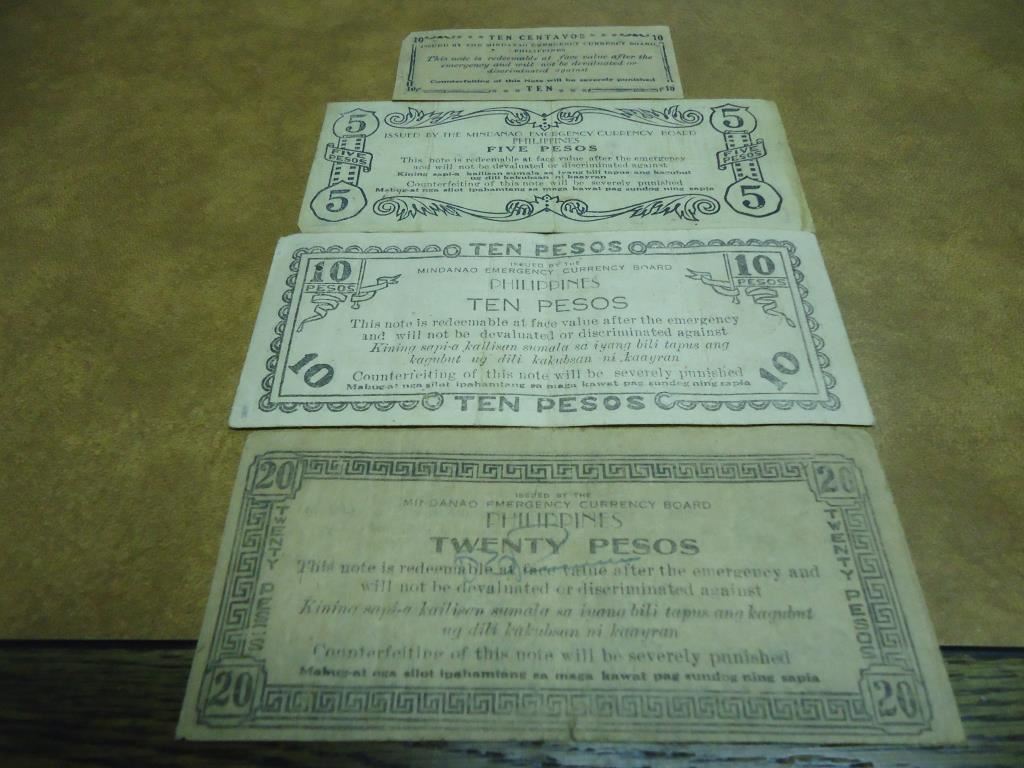 10 TEN CENTAVOS 10
ISSUED BY THE MINDANAO EMERGENCY CURRENCY BOARD
PHILIPPINES
This note is redeemable at face value after the
emergency and will not be devaluated or
discriminated against
Counterfeiting of this Note will be severely punished
10 TEN 10
5 5
ISSUED BY THE MINDANAO EMERGENCY CURRENCY BOARD
PHILIPPINES
FIVE PESOS
FIVE PESOS FIVE PESOS
This note is redeemable at face value after the emergency
and will not be devaluated or discriminated against
Kining sapi-a kailisan sumala sa iyang bili tapus ang kagubut
ug dili kakubsan ni kaayran
Counterfeiting of this note will be severely punished
Mabug-at nga silot ipahamtang sa maga kawat pag sundog ning sapia
5 5
TEN PESOS
ISSUED BY THE
10 PESOS MINDANAO EMERGENCY CURRENCY BOARD 10 PESOS
PHILIPPINES
TEN PESOS
This note is redeemable at face value after the emergency
and will not be devaluated or discriminated against
Kining sapi-a kailisan sumala sa iyang bili tapus ang
kagubut ug dili kakubsan ni kaayran
10 10
Counterfeiting of this note will be severely punished
Mabug-at nga silot ipahamtang sa maga kawat pag sundog ning sapia
TEN PESOS
20 20
ISSUED BY THE
MINDANAO EMERGENCY CURRENCY BOARD
PHILIPPINES
TWENTY PESOS
TWENTY PESOS TWENTY PESOS
This note is redeemable at face value after the emergency and
will not be devaluated or discriminated against
Kining sapi-a kailisan sumala sa iyang bili tapus ang kagubut
ug dili kakubsan ni kaayran
Counterfeiting of this note will be severely punished
Mabug-at nga silot ipahamtang sa maga kawat pag sundog ning sapia
20 20